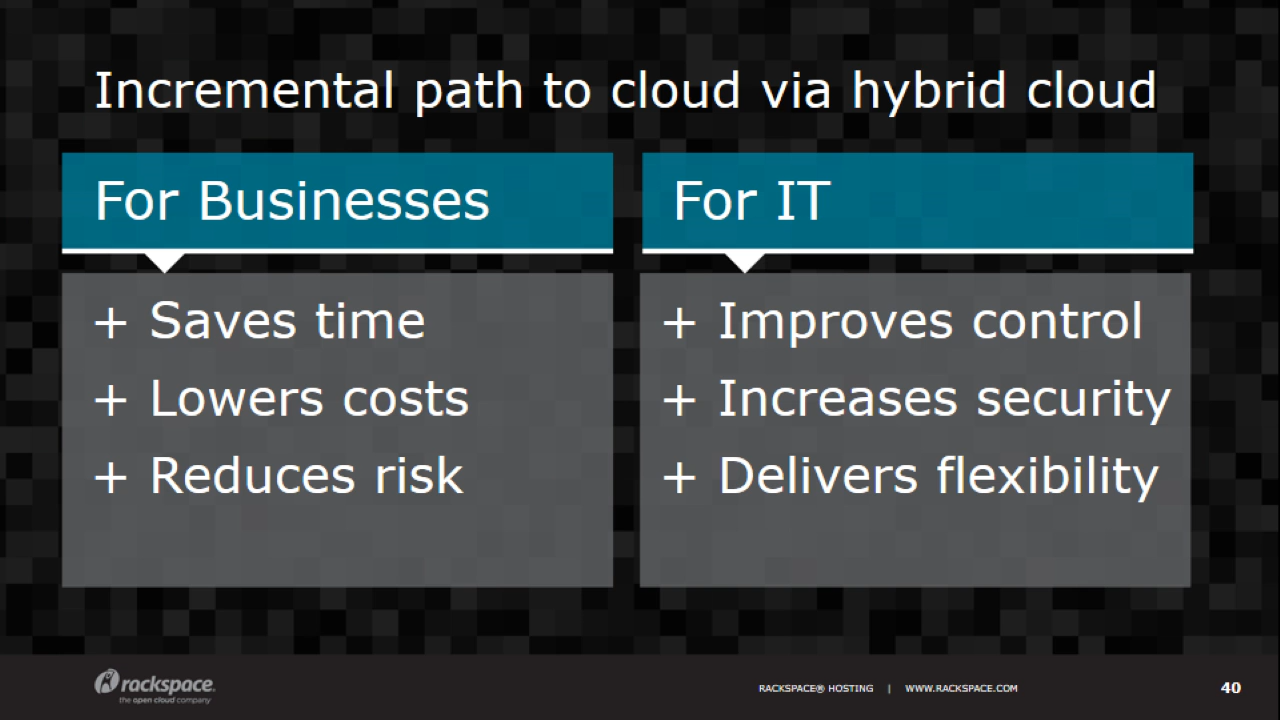 Incremental path to cloud via hybrid cloud
For Businesses
+ Saves time
+ Lowers costs
+ Reduces risk
For IT
+ Improves control
+ Increases security
+ Delivers flexibility
rackspace.
the open cloud company
RACKSPACE® HOSTING | WWW.RACKSPACE.COM
40